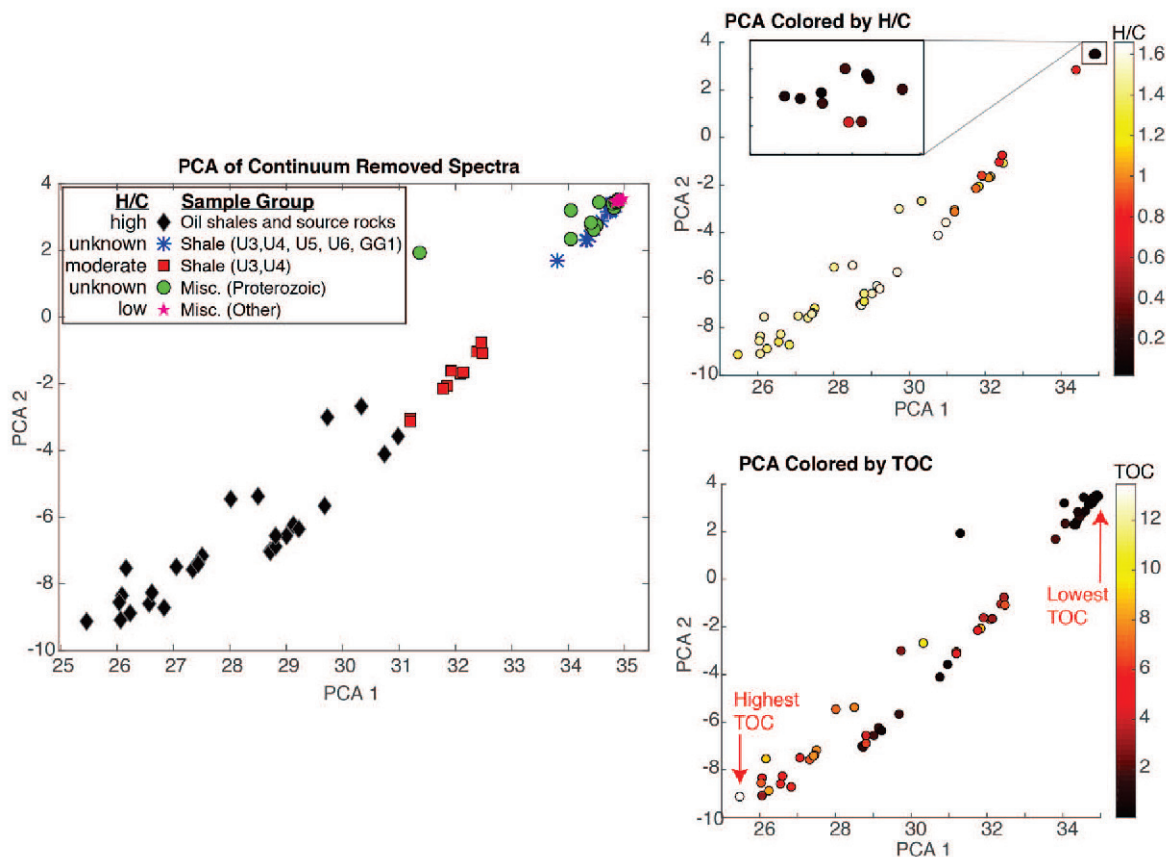 PCA of Continuum Removed Spectra
H/C Sample Group
high Oil shales and source rocks
unknown Shale (U3,U4, U5, U6, GG1)
moderate Shale (U3,U4)
unknown Misc. (Proterozoic)
low Misc. (Other)
4
2
0
-2
-4
-6
-8
-10
PCA 2
25 26 27 28 29 30 31 32 33 34 35
PCA 1
PCA Colored by H/C
H/C
4
2
0
-2
-4
-6
-8
-10
PCA 2
26 28 30 32 34
PCA 1
1.6
1.4
1.2
1
0.8
0.6
0.4
0.2
PCA Colored by TOC
TOC
4
2
0
-2
-4
-6
-8
-10
PCA 2
Lowest
TOC
Highest
TOC
26 28 30 32 34
PCA 1
12
10
8
6
4
2